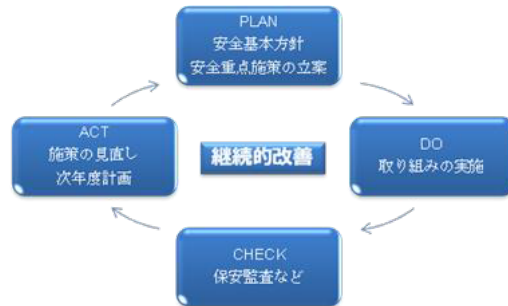 PLAN
安全基本方針
安全重点施策の立案
ACT
施策の見直し
次年度計画
継続的改善
DO
取り組みの実施
CHECK
保安監査など